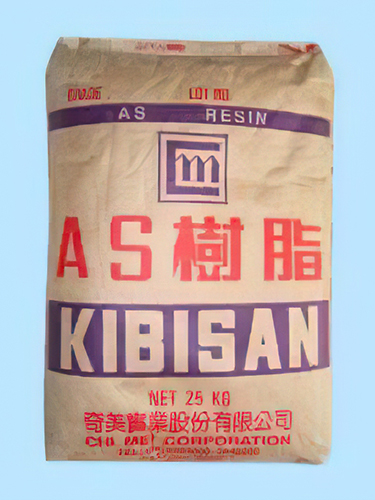 AS RESIN
AS樹脂
KIBISAN
NET 25 KG
奇美實業股份有限公司
CHI MEI CORPORATION